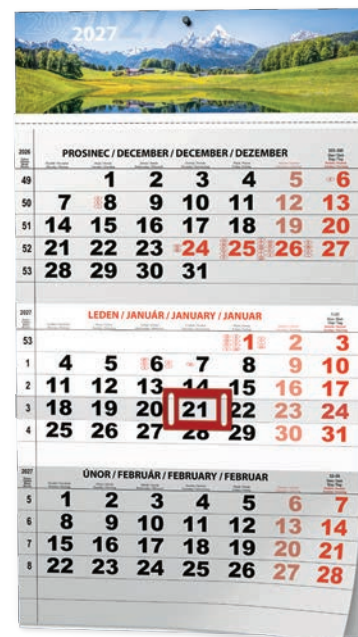 2027
2026 PROSINEC / DECEMBER / DECEMBER / DEZEMBER
49 1 2 3 4 5 6
50 7 8 9 10 11 12 13
51 14 15 16 17 18 19 20
52 21 22 23 24 25 26 27
53 28 29 30 31
2027 LEDEN / JANUÁR / JANUARY / JANUAR
53 1 2 3
1 4 5 6 7 8 9 10
2 11 12 13 14 15 16 17
3 18 19 20 21 22 23 24
4 25 26 27 28 29 30 31
2027 ÚNOR / FEBRUÁR / FEBRUARY / FEBRUAR
5 1 2 3 4 5 6 7
6 8 9 10 11 12 13 14
7 15 16 17 18 19 20 21
8 22 23 24 25 26 27 28